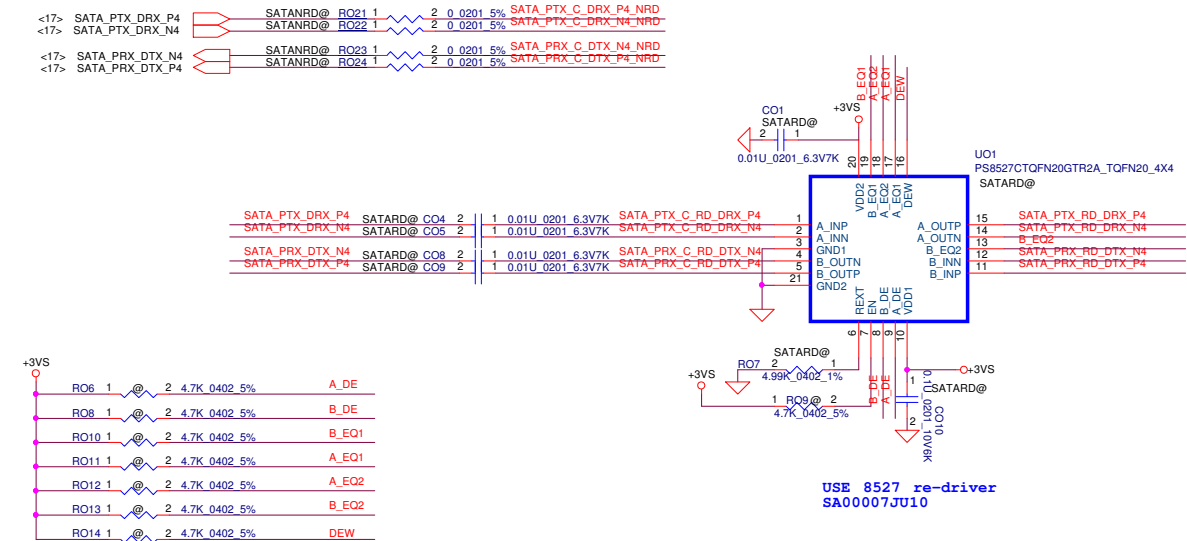 <17> SATA_PTX_DRX_P4 SATANRD@ RO21 1 2 0_0201_5% SATA_PTX_C_DRX_P4_NRD
<17> SATA_PTX_DRX_N4 SATANRD@ RO22 1 2 0_0201_5% SATA_PTX_C_DTX_N4_NRD
<17> SATA_PRX_DTX_N4 SATANRD@ RO23 1 2 0_0201_5% SATA_PRX_C_DTX_N4_NRD
<17> SATA_PRX_DTX_P4 SATANRD@ RO24 1 2 0_0201_5% SATA_PRX_C_DTX_P4_NRD
B_EQ1
A_EQ2
A_EQ1
DEW
+3VS
CO1
SATARD@
2 1
0.01U_0201_6.3V7K
20 19 18 17 16
UO1
PS8527CTQFN20GTR2A_TQFN20_4X4
SATARD@
VDD2
B_EQ1
A_EQ2
A_EQ1
DEW
SATA_PTX_DRX_P4 SATARD@ CO4 2 1 0.01U_0201_6.3V7K SATA_PTX_C_RD_DRX_P4 1 A_INP A_OUTP 15 SATA_PTX_RD_DRX_P4
SATA_PTX_DRX_N4 SATARD@ CO5 2 1 0.01U_0201_6.3V7K SATA_PTX_C_RD_DRX_N4 2 A_INN A_OUTN 14 SATA_PTX_RD_DRX_N4
3 GND1 B_EQ2 13 B_EQ2
SATA_PRX_DTX_N4 SATARD@ CO8 2 1 0.01U_0201_6.3V7K SATA_PRX_C_RD_DTX_N4 4 B_OUTN B_INN 12 SATA_PRX_RD_DTX_N4
SATA_PRX_DTX_P4 SATARD@ CO9 2 1 0.01U_0201_6.3V7K SATA_PRX_C_RD_DTX_P4 5 B_OUTP B_INP 11 SATA_PRX_RD_DTX_P4
21 GND2
REXT
EN
B_DE
A_DE
VDD1
6 7 8 9 10
SATARD@
RO7 1 2
4.99K_0402_1%
+3VS
1 RO9 @ 2
4.7K_0402_5%
B_DE
A_DE
+3VS
1
SATARD@
2
0.1U_0201_10V6K
CO10
USE 8527 re-driver
SA00007JU10
+3VS
RO6 1 @ 2 4.7K_0402_5% A_DE
RO8 1 @ 2 4.7K_0402_5% B_DE
RO10 1 @ 2 4.7K_0402_5% B_EQ1
RO11 1 @ 2 4.7K_0402_5% A_EQ1
RO12 1 @ 2 4.7K_0402_5% A_EQ2
RO13 1 @ 2 4.7K_0402_5% B_EQ2
RO14 1 @ 2 4.7K_0402_5% DEW